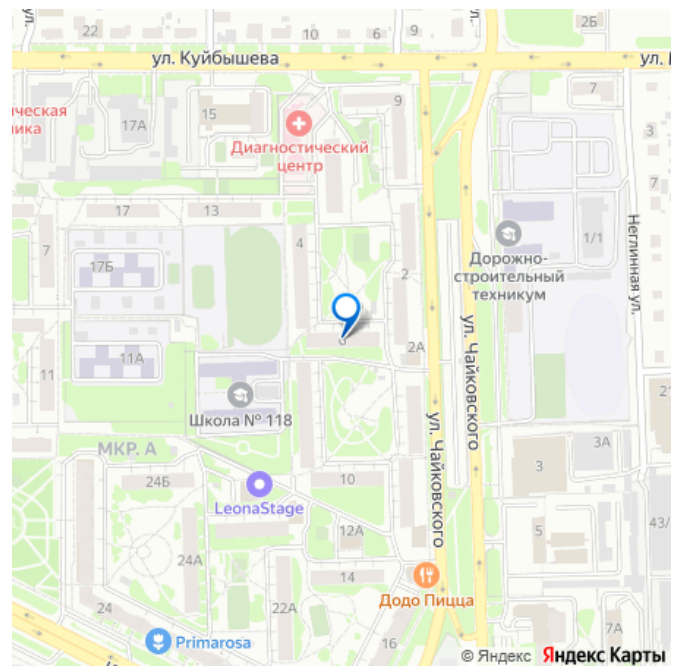 ул.
22
10
6
9
2Б
ул. Куйбышева
ул.
ическая
ника
17А
15
9
7
3
Диагностический
центр
7
17
13
4
1/1
Неглинная ул.
7
17Б
2
Дорожно-
строительный
техникум
11
11А
2А
ул. Чайковского
Школа № 118
ул. Чайковского
МКР. А
3А
3
24Б
10
LeonaStage
5
43/
12А
24А
14
Додо Пицца
24
22А
7А
Primarosa
16
© Яндекс Яндекс Карты